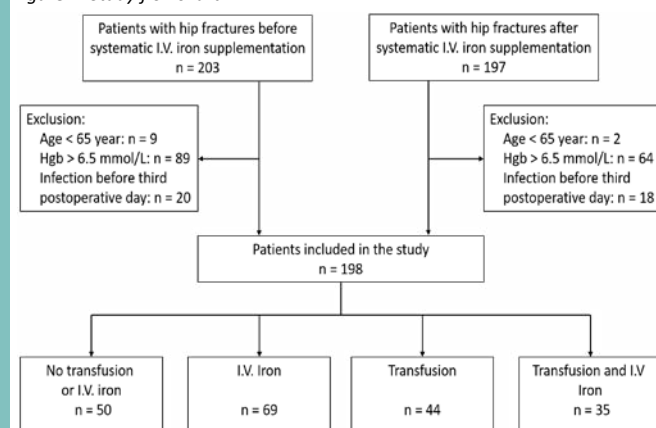 Patients with hip fractures before
systematic I.V. iron supplementation
n = 203
Patients with hip fractures after
systematic I.V. iron supplementation
n = 197
Exclusion:
Age < 65 year: n = 9
Hgb > 6.5 mmol/L: n = 89
Infection before third
postoperative day: n = 20
Exclusion:
Age < 65 year: n = 2
Hgb > 6.5 mmol/L: n = 64
Infection before third
postoperative day: n = 18
Patients included in the study
n = 198
No transfusion
or I.V. iron
n = 50
I.V. Iron
n = 69
Transfusion
n = 44
Transfusion and I.V
Iron
n = 35